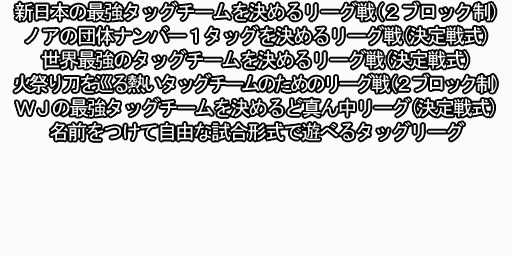 新日本の最強タッグチームを決めるリーグ戦(２ブロック制)
ノアの団体ナンバー１タッグを決めるリーグ戦(決定戦式)
世界最強のタッグチームを決めるリーグ戦(決定戦式)
火祭り刀を巡る熱いタッグチームのためのリーグ戦(２ブロック制)
ＷＪの最強タッグチームを決めるど真ん中リーグ(決定戦式)
名前をつけて自由な試合形式で遊べるタッグリーグ